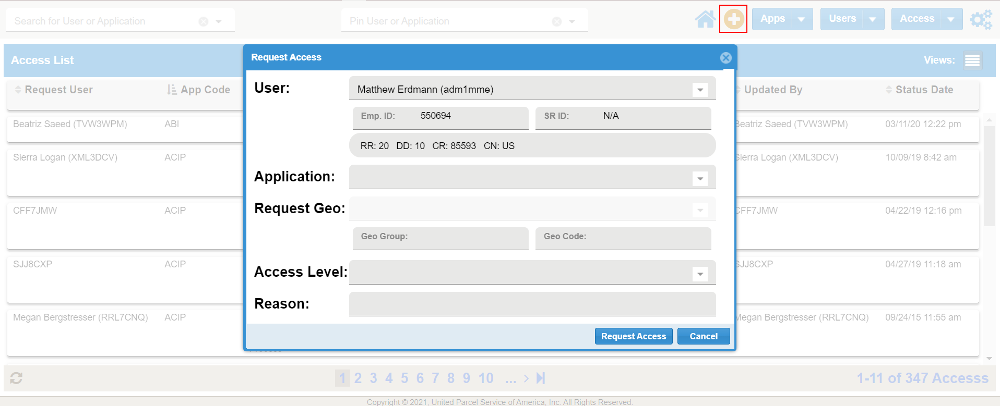 Search for User or Application
Pin User or Application
Apps
Users
Access
Access List
Views:
Request User
App Code
Updated By
Status Date
Beatriz Saeed (TVW3WPM)
ABI
Beatriz Saeed (TVW3WPM)
03/11/20 12:22 pm
Sierra Logan (XML3DCV)
ACIP
Sierra Logan (XML3DCV)
10/09/19 8:42 am
CFF7JMW
ACIP
CFF7JMW
04/22/19 12:16 pm
SJJ8CXP
ACIP
SJJ8CXP
04/27/19 11:18 am
Megan Bergstresser (RRL7CNQ)
ACIP
Megan Bergstresser (RRL7CNQ)
09/24/15 11:55 am
Request Access
User:
Matthew Erdmann (adm1mme)
Emp. ID: 550694
SR ID: N/A
RR: 20 DD: 10 CR: 85593 CN: US
Application:
Request Geo:
Geo Group:
Geo Code:
Access Level:
Reason:
Request Access
Cancel
1 2 3 4 5 6 7 8 9 10 ... >
1-11 of 347 Accesss
Copyright © 2021, United Parcel Service of America, Inc. All Rights Reserved.